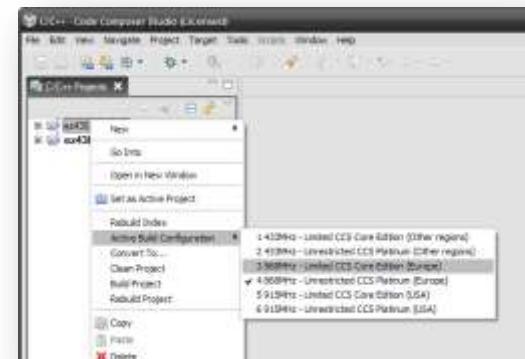 C/C++ - Code Composer Studio (Licensed)
File Edit View Navigate Project Target Tools Scripts Window Help
C/C++ Projects
New
Go Into
Open in New Window
Set as Active Project
Rebuild Index
Active Build Configuration
1 433MHz - Limited CCS Core Edition (Other regions)
2 433MHz - Unrestricted CCS Platinum (Other regions)
3 868MHz - Limited CCS Core Edition (Europe)
4 868MHz - Unrestricted CCS Platinum (Europe)
5 915MHz - Limited CCS Core Edition (USA)
6 915MHz - Unrestricted CCS Platinum (USA)
Convert To...
Clean Project
Build Project
Rebuild Project
Copy
Paste
Delete